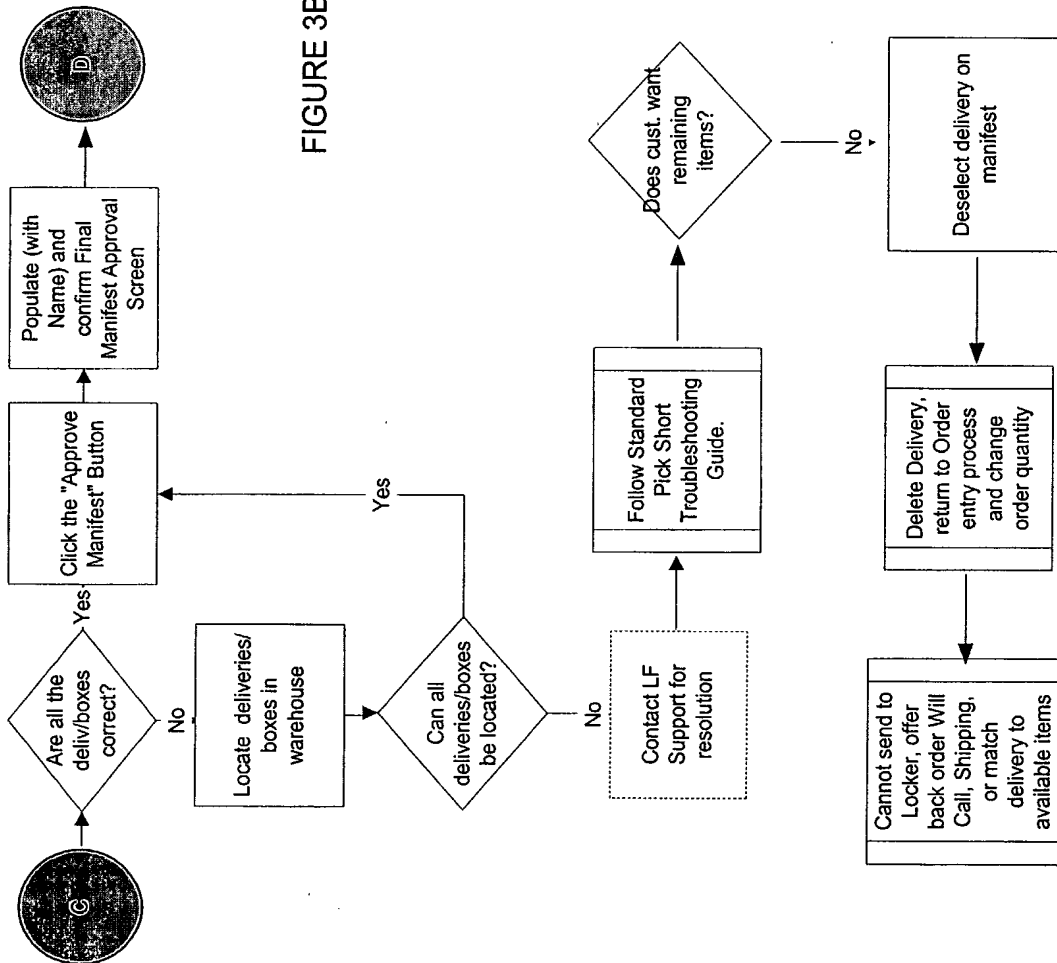 C
Are all the
deliv/boxes
correct?
Yes
Click the "Approve
Manifest" Button
Populate (with
Name) and
confirm Final
Manifest Approval
Screen
D
FIGURE 3B
No
Locate deliveries/
boxes in
warehouse
Can all
deliveries/boxes
be located?
Yes
No
Contact LF
Support for
resolution
Follow Standard
Pick Short
Troubleshooting
Guide.
Does cust. want
remaining
items?
No
Deselect delivery on
manifest
Delete Delivery,
return to Order
entry process
and change
order quantity
Cannot send to
Locker, offer
back order Will
Call, Shipping,
or match
delivery to
available items